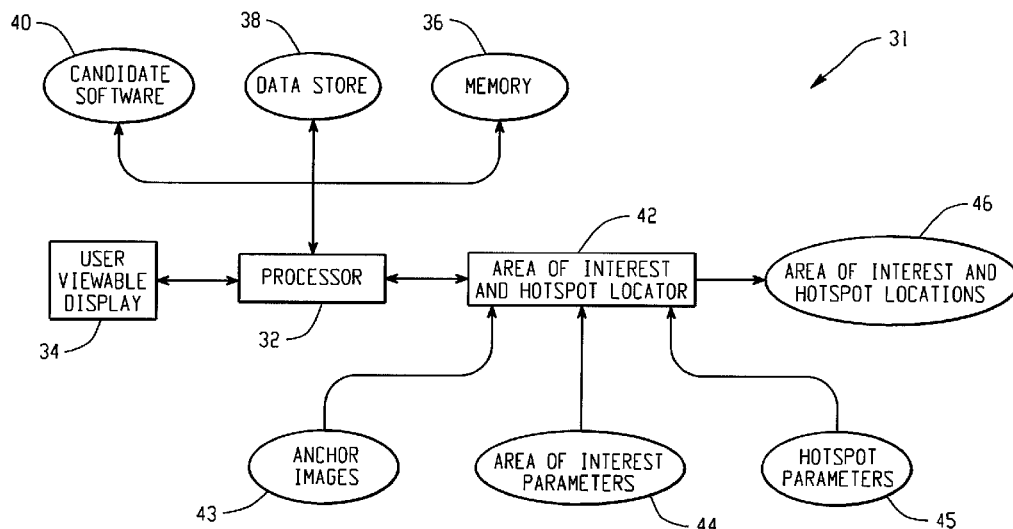 40
38
36
31
CANDIDATE
SOFTWARE
DATA STORE
MEMORY
42
46
USER
VIEWABLE
DISPLAY
PROCESSOR
AREA OF INTEREST
AND HOTSPOT LOCATOR
AREA OF INTEREST AND
HOTSPOT LOCATIONS
34
32
ANCHOR
IMAGES
AREA OF INTEREST
PARAMETERS
HOTSPOT
PARAMETERS
43
44
45